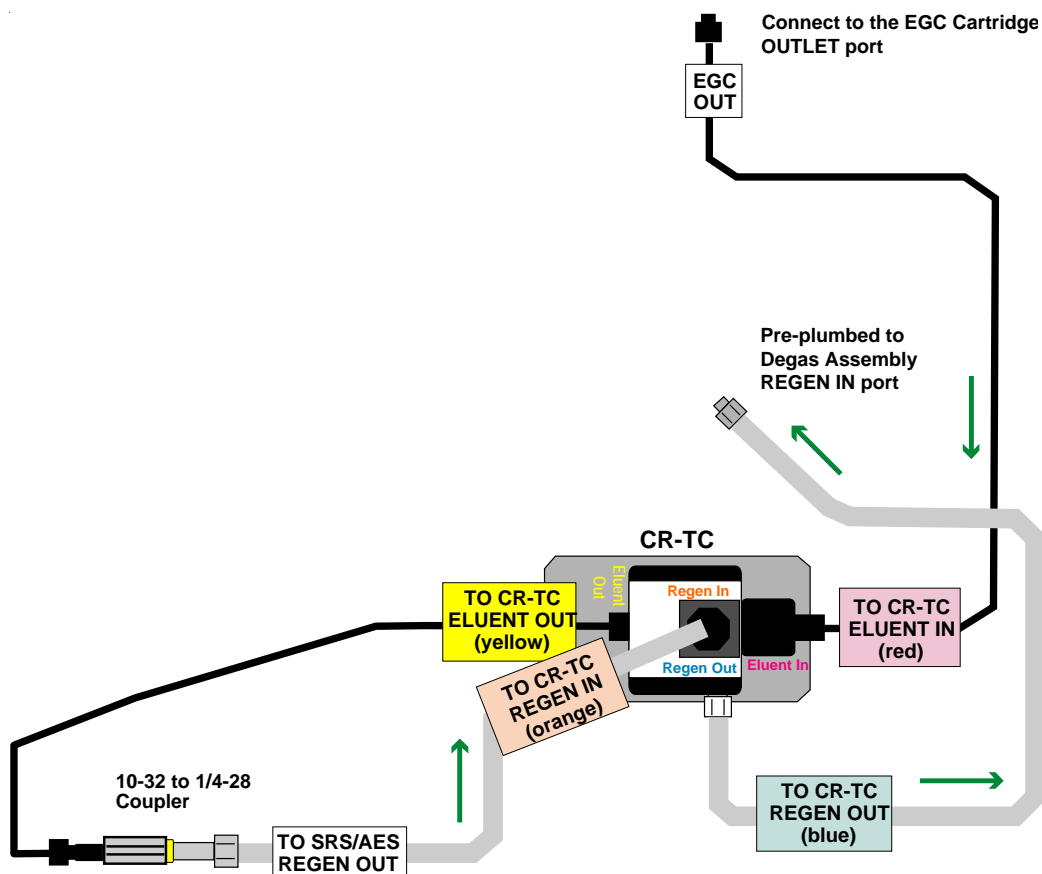 Connect to the EGC Cartridge
OUTLET port
EGC
OUT
Pre-plumbed to
Degas Assembly
REGEN IN port
CR-TC
Eluent
Out
Regen In
TO CR-TC
ELUENT OUT
(yellow)
TO CR-TC
ELUENT IN
(red)
Regen Out
Eluent In
TO CR-TC
REGEN IN
(orange)
10-32 to 1/4-28
Coupler
TO CR-TC
REGEN OUT
(blue)
TO SRS/AES
REGEN OUT